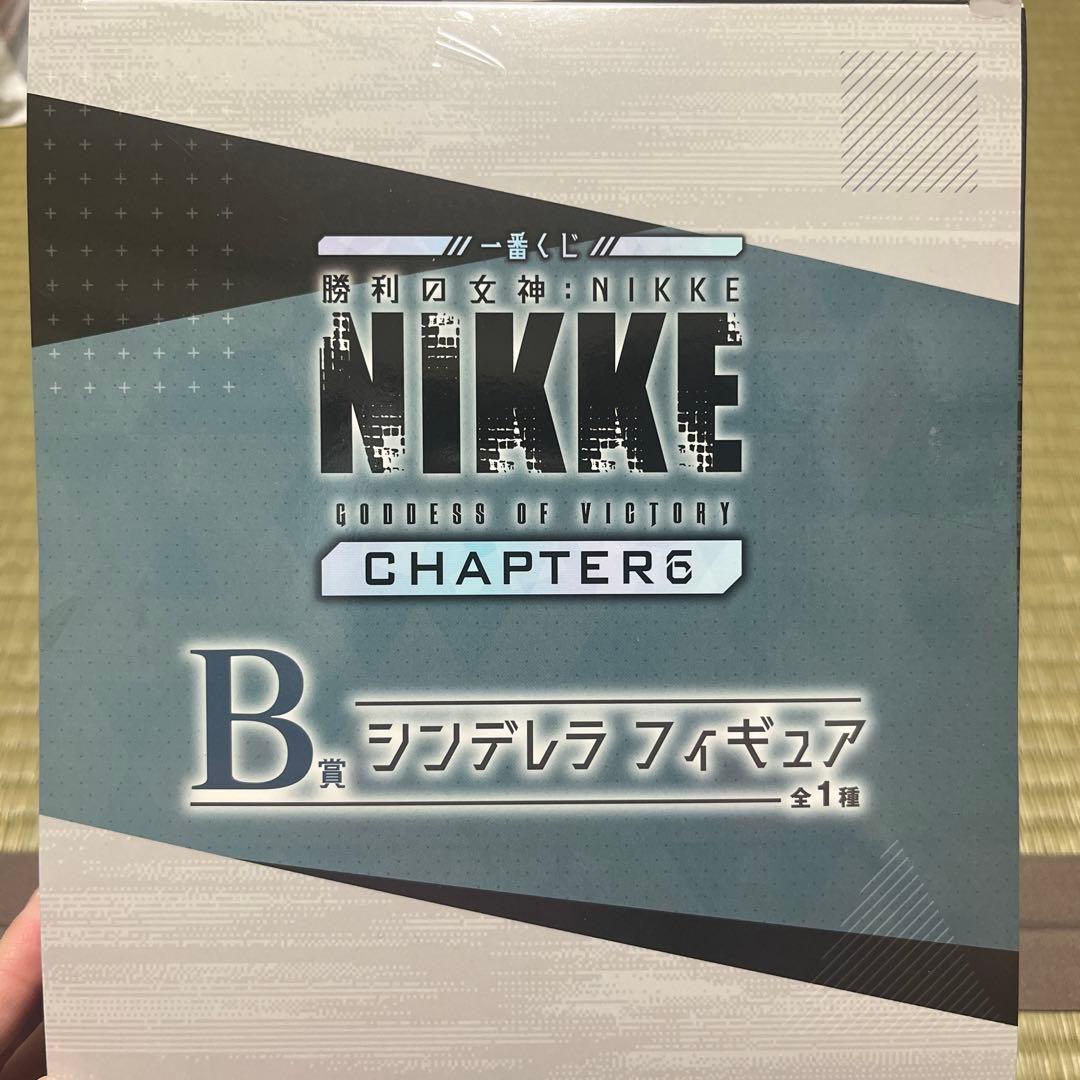 一番くじ
勝利の女神:NIKKE
NIKKE
GODDESS OF VICTORY
CHAPTER6
B賞 シンデレラ フィギュア
全1種